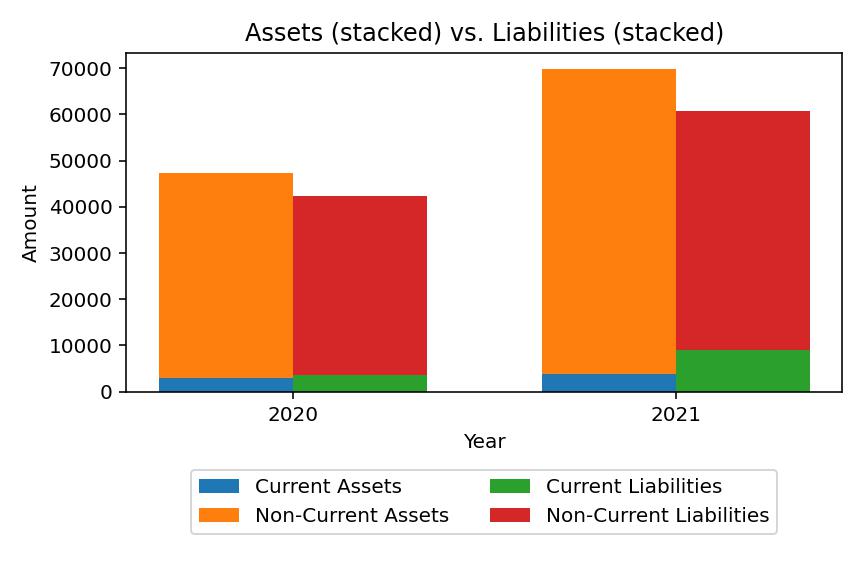 Assets (stacked) vs. Liabilities (stacked)
70000
60000
50000
40000
30000
20000
10000
0
Amount
2020
2021
Year
Current Assets
Non-Current Assets
Current Liabilities
Non-Current Liabilities